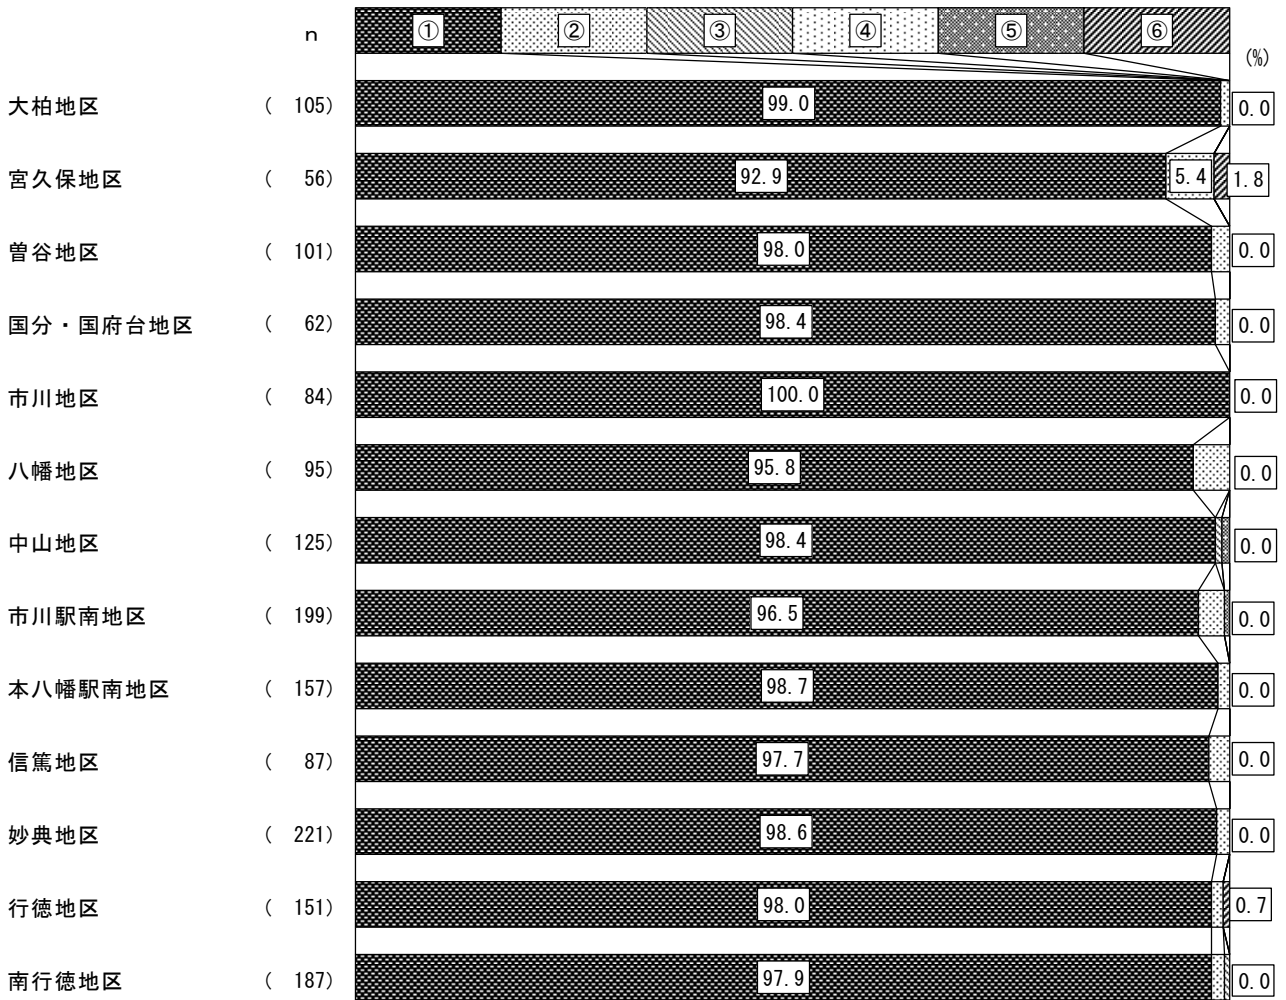 n ① ② ③ ④ ⑤ ⑥
(%)
大柏地区 ( 105) 99.0 0.0
宮久保地区 ( 56) 92.9 5.4 1.8
曽谷地区 ( 101) 98.0 0.0
国分・国府台地区 ( 62) 98.4 0.0
市川地区 ( 84) 100.0 0.0
八幡地区 ( 95) 95.8 0.0
中山地区 ( 125) 98.4 0.0
市川駅南地区 ( 199) 96.5 0.0
本八幡駅南地区 ( 157) 98.7 0.0
信篤地区 ( 87) 97.7 0.0
妙典地区 ( 221) 98.6 0.0
行徳地区 ( 151) 98.0 0.7
南行徳地区 ( 187) 97.9 0.0